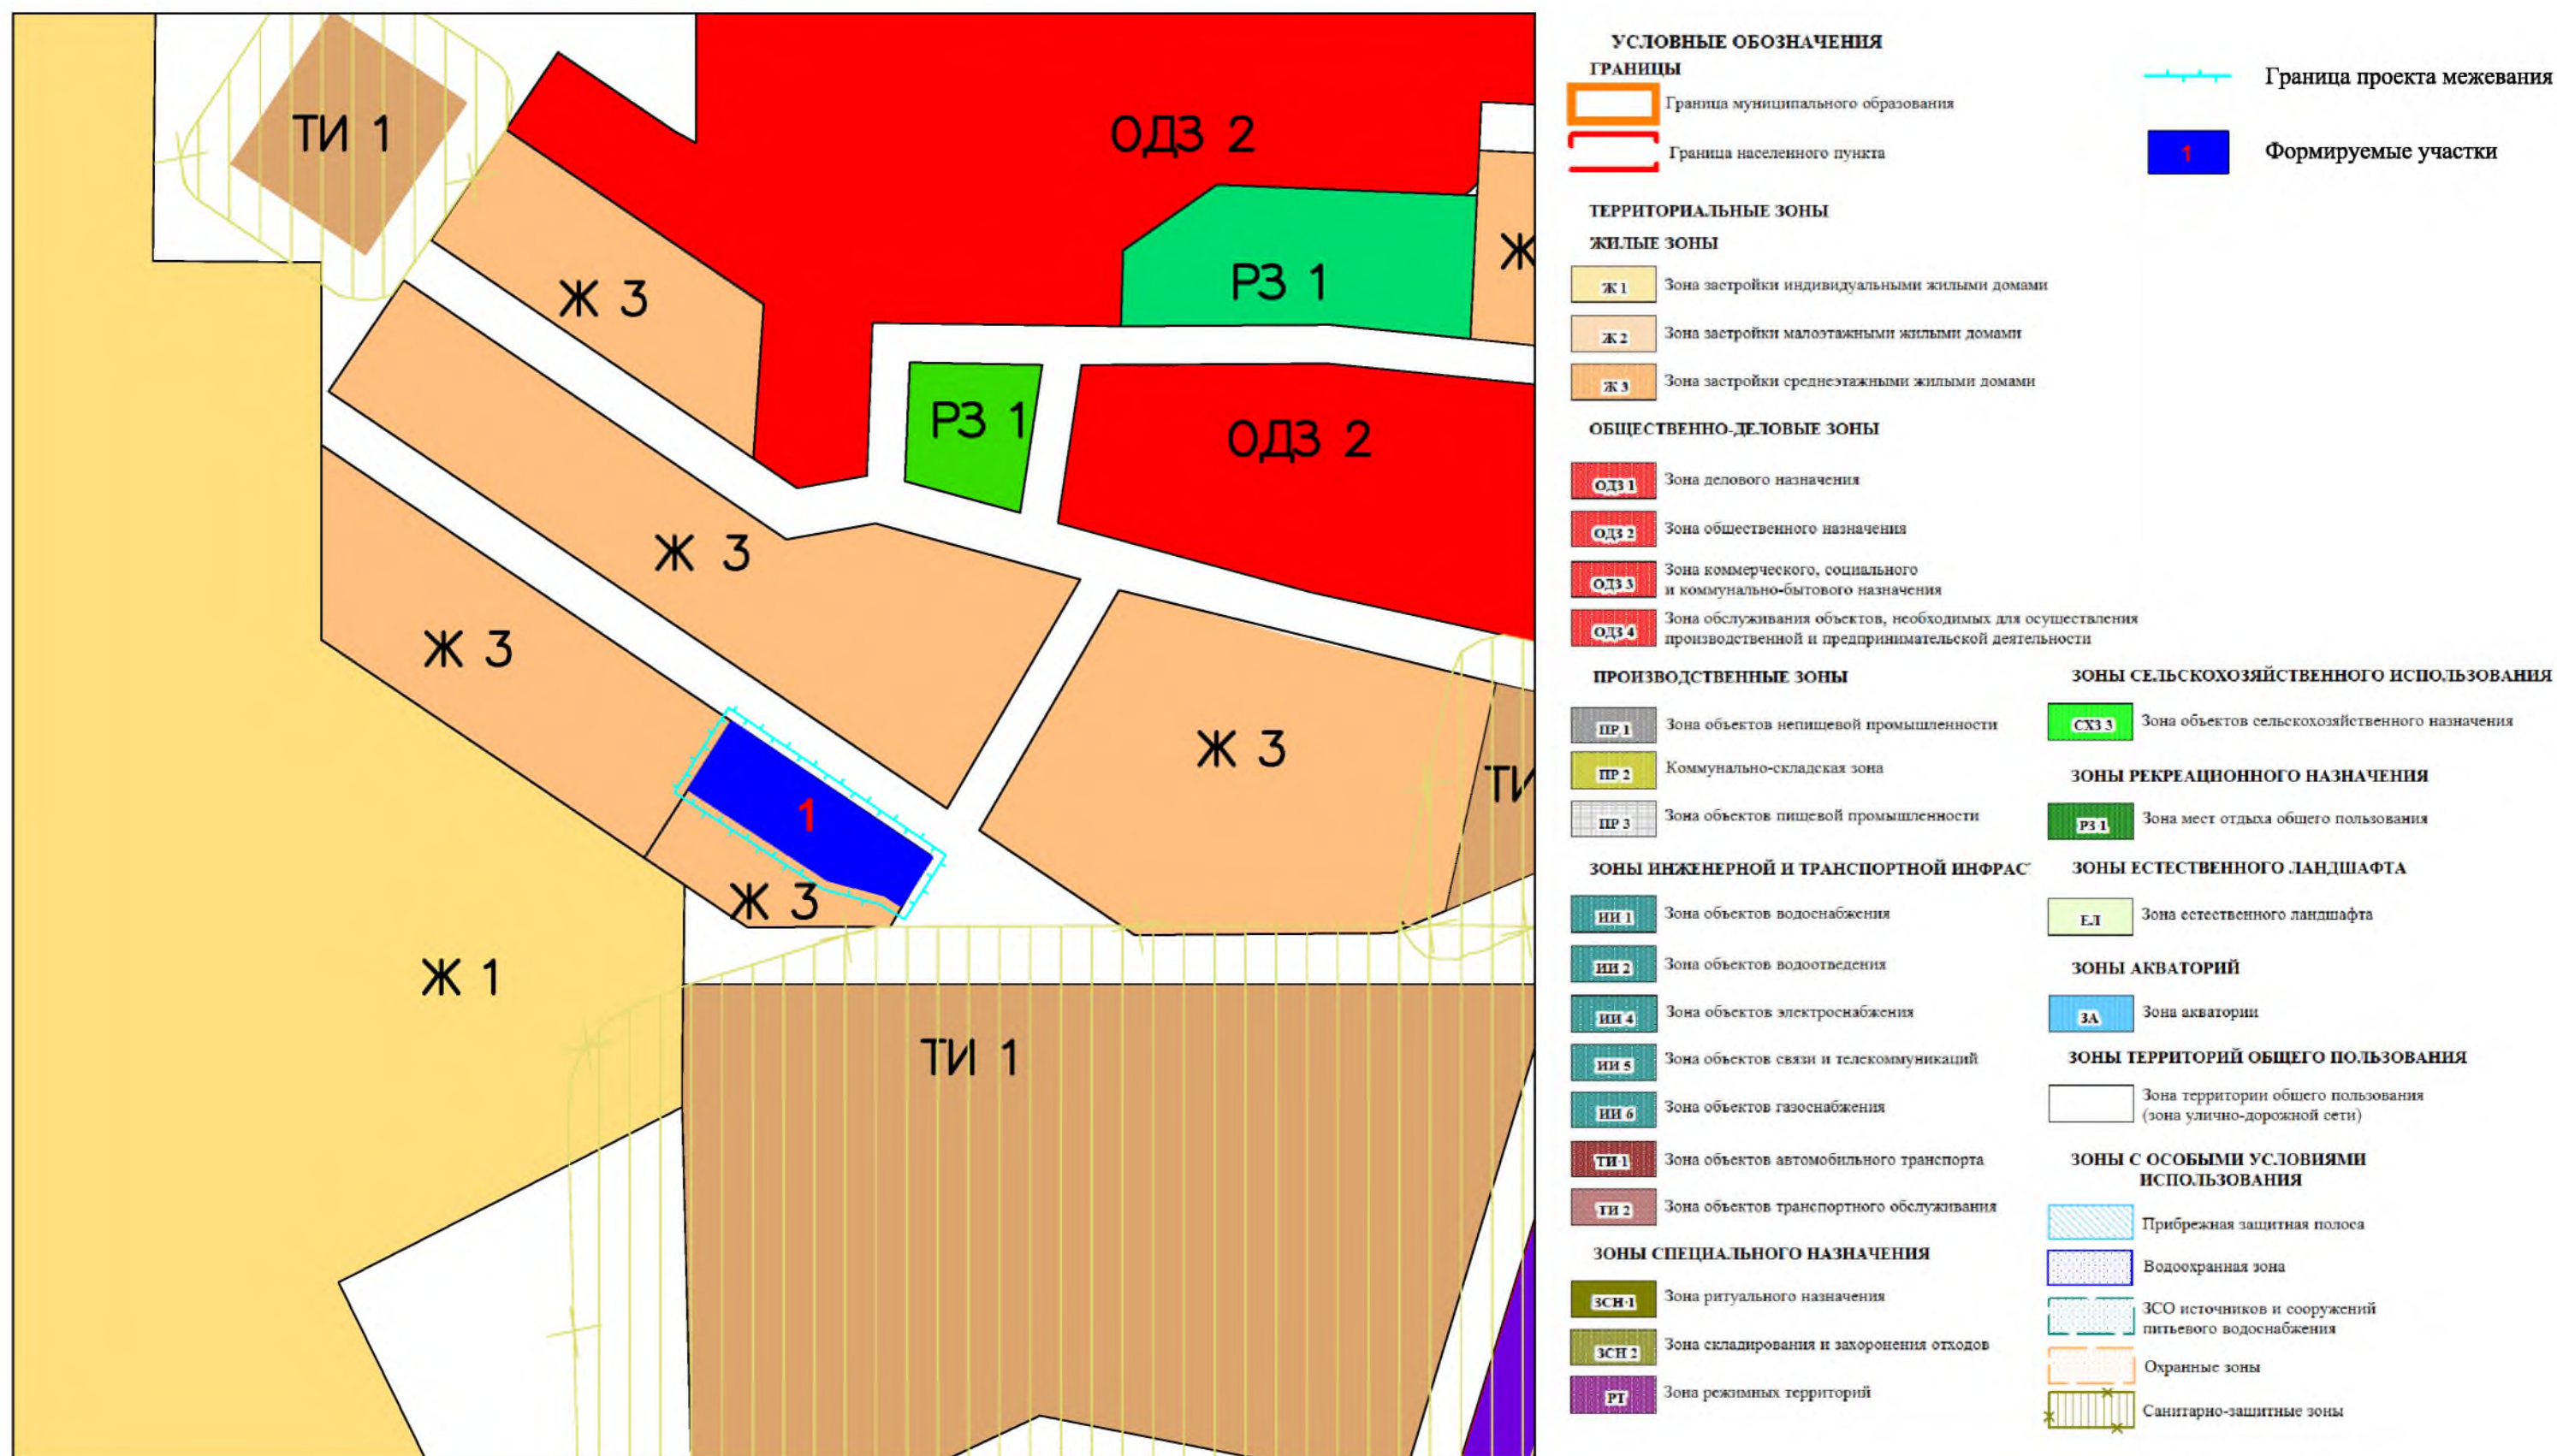 ТИ 1
ОДЗ 2
Ж 3
РЗ 1
Ж
РЗ 1
ОДЗ 2
Ж 3
Ж 3
Ж 3
ТИ
1
Ж 3
Ж 1
ТИ 1
УСЛОВНЫЕ ОБОЗНАЧЕНИЯ
ГРАНИЦЫ
Граница муниципального образования
Граница населенного пункта
Граница проекта межевания
1
Формируемые участки
ТЕРРИТОРИАЛЬНЫЕ ЗОНЫ
ЖИЛЫЕ ЗОНЫ
Ж 1
Зона застройки индивидуальными жилыми домами
Ж 2
Зона застройки малоэтажными жилыми домами
Ж 3
Зона застройки среднеэтажными жилыми домами
ОБЩЕСТВЕННО-ДЕЛОВЫЕ ЗОНЫ
ОДЗ 1
Зона делового назначения
ОДЗ 2
Зона общественного назначения
ОДЗ 3
Зона коммерческого, социального
и коммунально-бытового назначения
ОДЗ 4
Зона обслуживания объектов, необходимых для осуществления
производственной и предпринимательской деятельности
ПРОИЗВОДСТВЕННЫЕ ЗОНЫ
ПР 1
Зона объектов непищевой промышленности
ПР 2
Коммунально-складская зона
ПР 3
Зона объектов пищевой промышленности
ЗОНЫ ИНЖЕНЕРНОЙ И ТРАНСПОРТНОЙ ИНФРАС
ИИ 1
Зона объектов водоснабжения
ИИ 2
Зона объектов водоотведения
ИИ 4
Зона объектов электроснабжения
ИИ 5
Зона объектов связи и телекоммуникаций
ИИ 6
Зона объектов газоснабжения
ТИ 1
Зона объектов автомобильного транспорта
ТИ 2
Зона объектов транспортного обслуживания
ЗОНЫ СПЕЦИАЛЬНОГО НАЗНАЧЕНИЯ
ЗСН 1
Зона ритуального назначения
ЗСН 2
Зона складирования и захоронения отходов
РТ
Зона режимных территорий
ЗОНЫ СЕЛЬСКОХОЗЯЙСТВЕННОГО ИСПОЛЬЗОВАНИЯ
СХЗ 3
Зона объектов сельскохозяйственного назначения
ЗОНЫ РЕКРЕАЦИОННОГО НАЗНАЧЕНИЯ
РЗ 1
Зона мест отдыха общего пользования
ЗОНЫ ЕСТЕСТВЕННОГО ЛАНДШАФТА
ЕЛ
Зона естественного ландшафта
ЗОНЫ АКВАТОРИЙ
ЗА
Зона акватории
ЗОНЫ ТЕРРИТОРИЙ ОБЩЕГО ПОЛЬЗОВАНИЯ
Зона территории общего пользования
(зона улично-дорожной сети)
ЗОНЫ С ОСОБЫМИ УСЛОВИЯМИ
ИСПОЛЬЗОВАНИЯ
Прибрежная защитная полоса
Водоохранная зона
ЗСО источников и сооружений
питьевого водоснабжения
Охранные зоны
Санитарно-защитные зоны